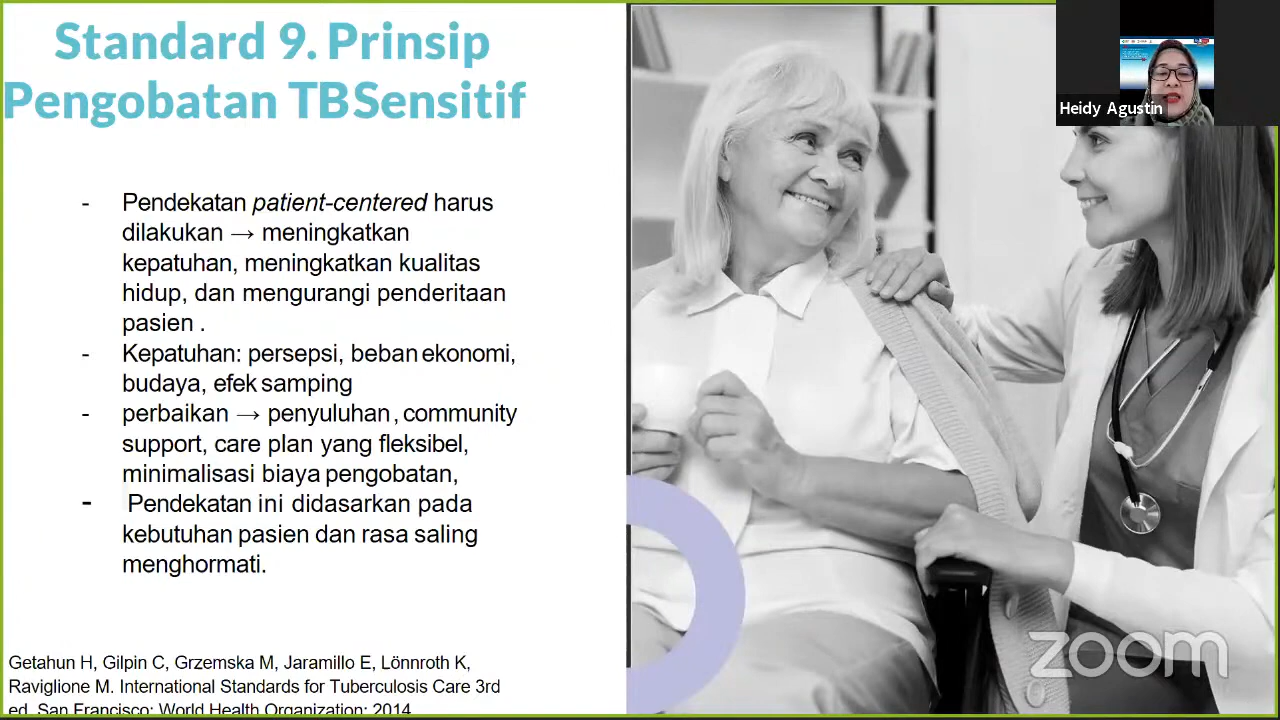 Standard 9. Prinsip
Pengobatan TB Sensitif
- Pendekatan patient-centered harus
dilakukan → meningkatkan
kepatuhan, meningkatkan kualitas
hidup, dan mengurangi penderitaan
pasien .
- Kepatuhan: persepsi, beban ekonomi,
budaya, efek samping
- perbaikan → penyuluhan , community
support, care plan yang fleksibel,
minimalisasi biaya pengobatan,
- Pendekatan ini didasarkan pada
kebutuhan pasien dan rasa saling
menghormati.
Getahun H, Gilpin C, Grzemska M, Jaramillo E, Lönnroth K,
Raviglione M. International Standards for Tuberculosis Care 3rd
ed. San Francisco: World Health Organization; 2014
Heidy Agustin
zoom